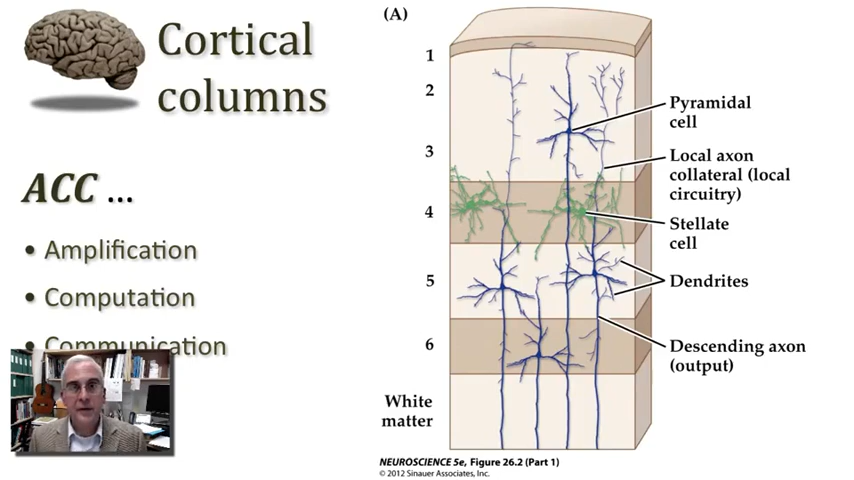 Cortical
columns
ACC ...
• Amplification
• Computation
• Communication
(A)
1
2
3
4
5
6
White
matter
Pyramidal
cell
Local axon
collateral (local
circuitry)
Stellate
cell
Dendrites
Descending axon
(output)
NEUROSCIENCE 5e, Figure 26.2 (Part 1)
© 2012 Sinauer Associates, Inc.